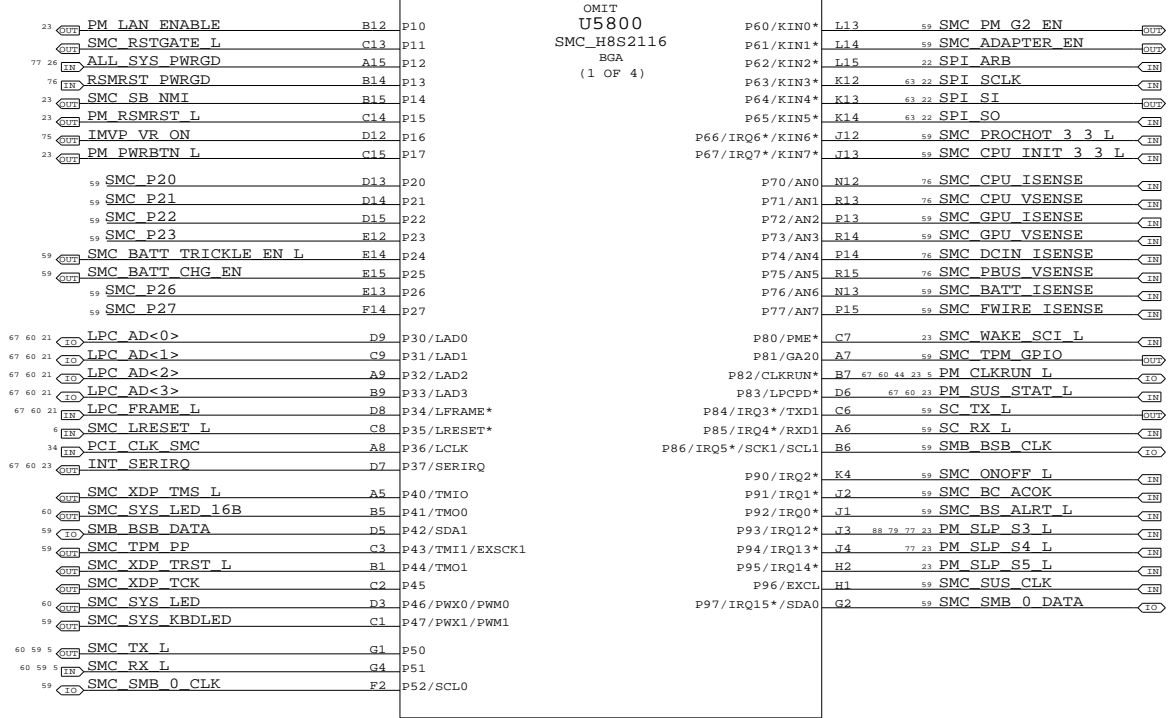 OMIT
U5800
SMC_H8S2116
BGA
(1 OF 4)
23 OUT PM_LAN_ENABLE B12 P10
OUT SMC_RSTGATE_L C13 P11
77 26 IN ALL_SYS_PWRGD A15 P12
76 IN RSMRST_PWRGD B14 P13
23 OUT SMC_SB_NMI B15 P14
23 OUT PM_RSMRST_L C14 P15
75 OUT IMVP_VR_ON D12 P16
23 OUT PM_PWRBTN_L C15 P17
59 SMC_P20 D13 P20
59 SMC_P21 D14 P21
59 SMC_P22 D15 P22
59 SMC_P23 E12 P23
59 OUT SMC_BATT_TRICKLE_EN_L E14 P24
59 OUT SMC_BATT_CHG_EN E15 P25
59 SMC_P26 E13 P26
59 SMC_P27 F14 P27
67 60 21 IO LPC_AD<0> D9 P30/LAD0
67 60 21 IO LPC_AD<1> C9 P31/LAD1
67 60 21 IO LPC_AD<2> A9 P32/LAD2
67 60 21 IO LPC_AD<3> B9 P33/LAD3
67 60 21 IN LPC_FRAME_L D8 P34/LFRAME*
6 IN SMC_LRESET_L C8 P35/LRESET*
34 IN PCI_CLK_SMC A8 P36/LCLK
67 60 23 OUT INT_SERIRQ D7 P37/SERIRQ
OUT SMC_XDP_TMS_L A5 P40/TMIO
60 OUT SMC_SYS_LED_16B B5 P41/TMO0
59 IO SMB_BSB_DATA D5 P42/SDA1
59 OUT SMC_TPM_PP C3 P43/TMI1/EXSCK1
OUT SMC_XDP_TRST_L B1 P44/TMO1
OUT SMC_XDP_TCK C2 P45
60 OUT SMC_SYS_LED D3 P46/PWX0/PWM0
59 OUT SMC_SYS_KBDLED C1 P47/PWX1/PWM1
60 59 5 OUT SMC_TX_L G1 P50
60 59 5 IN SMC_RX_L G4 P51
59 IO SMC_SMB_0_CLK F2 P52/SCL0
P60/KIN0* L13 59 SMC_PM_G2_EN OUT
P61/KIN1* L14 59 SMC_ADAPTER_EN OUT
P62/KIN2* L15 22 SPI_ARB IN
P63/KIN3* K12 63 22 SPI_SCLK IN
P64/KIN4* K13 63 22 SPI_SI OUT
P65/KIN5* K14 63 22 SPI_SO IN
P66/IRQ6*/KIN6* J12 59 SMC_PROCHOT_3_3_L IN
P67/IRQ7*/KIN7* J13 59 SMC_CPU_INIT_3_3_L IN
P70/AN0 N12 76 SMC_CPU_ISENSE IN
P71/AN1 R13 76 SMC_CPU_VSENSE IN
P72/AN2 P13 59 SMC_GPU_ISENSE IN
P73/AN3 R14 59 SMC_GPU_VSENSE IN
P74/AN4 P14 76 SMC_DCIN_ISENSE IN
P75/AN5 R15 76 SMC_PBUS_VSENSE IN
P76/AN6 N13 59 SMC_BATT_ISENSE IN
P77/AN7 P15 59 SMC_FWIRE_ISENSE IN
P80/PME* C7 23 SMC_WAKE_SCI_L IN
P81/GA20 A7 59 SMC_TPM_GPIO OUT
P82/CLKRUN* B7 67 60 44 23 5 PM_CLKRUN_L IO
P83/LPCPD* D6 67 60 23 PM_SUS_STAT_L IN
P84/IRQ3*/TXD1 C6 59 SC_TX_L OUT
P85/IRQ4*/RXD1 A6 59 SC_RX_L IN
P86/IRQ5*/SCK1/SCL1 B6 59 SMB_BSB_CLK IO
P90/IRQ2* K4 59 SMC_ONOFF_L IN
P91/IRQ1* J2 59 SMC_BC_ACOK IN
P92/IRQ0* J1 59 SMC_BS_ALRT_L IN
P93/IRQ12* J3 88 79 77 23 PM_SLP_S3_L IN
P94/IRQ13* J4 77 23 PM_SLP_S4_L IN
P95/IRQ14* H2 23 PM_SLP_S5_L IN
P96/EXCL H1 59 SMC_SUS_CLK IN
P97/IRQ15*/SDA0 G2 59 SMC_SMB_0_DATA IO